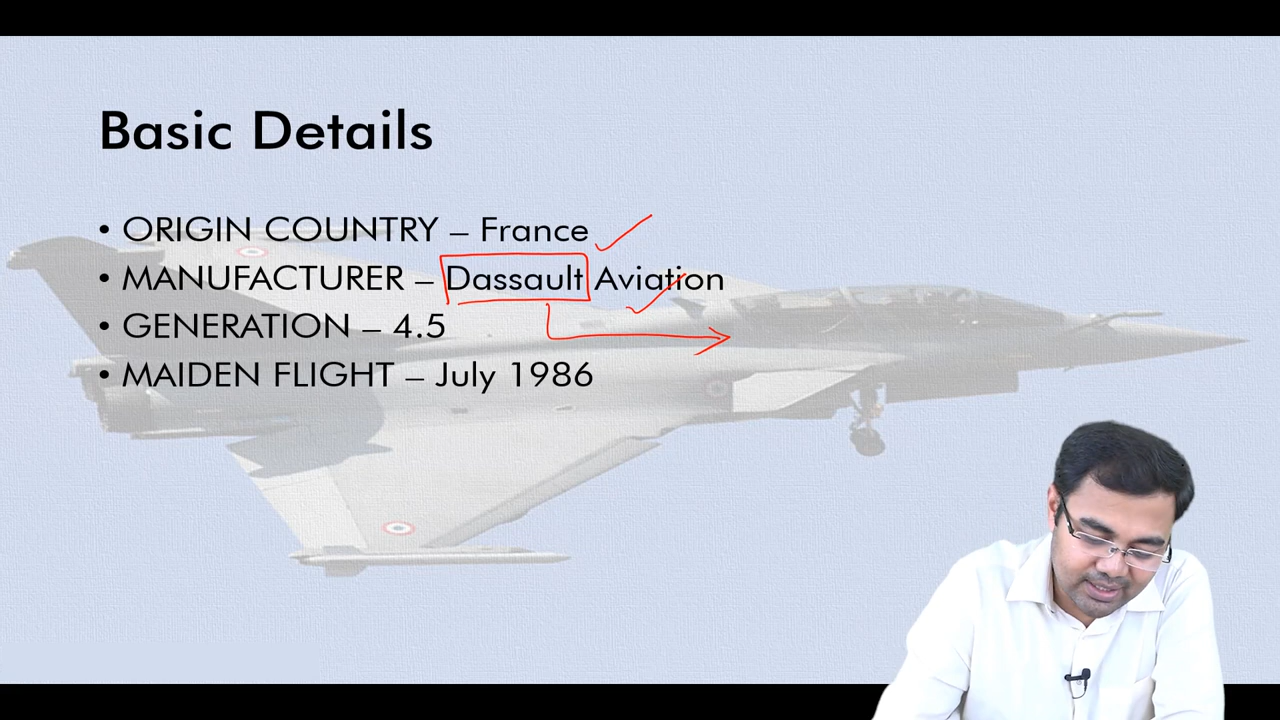 Basic Details
• ORIGIN COUNTRY – France
• MANUFACTURER – Dassault Aviation
• GENERATION – 4.5
• MAIDEN FLIGHT – July 1986